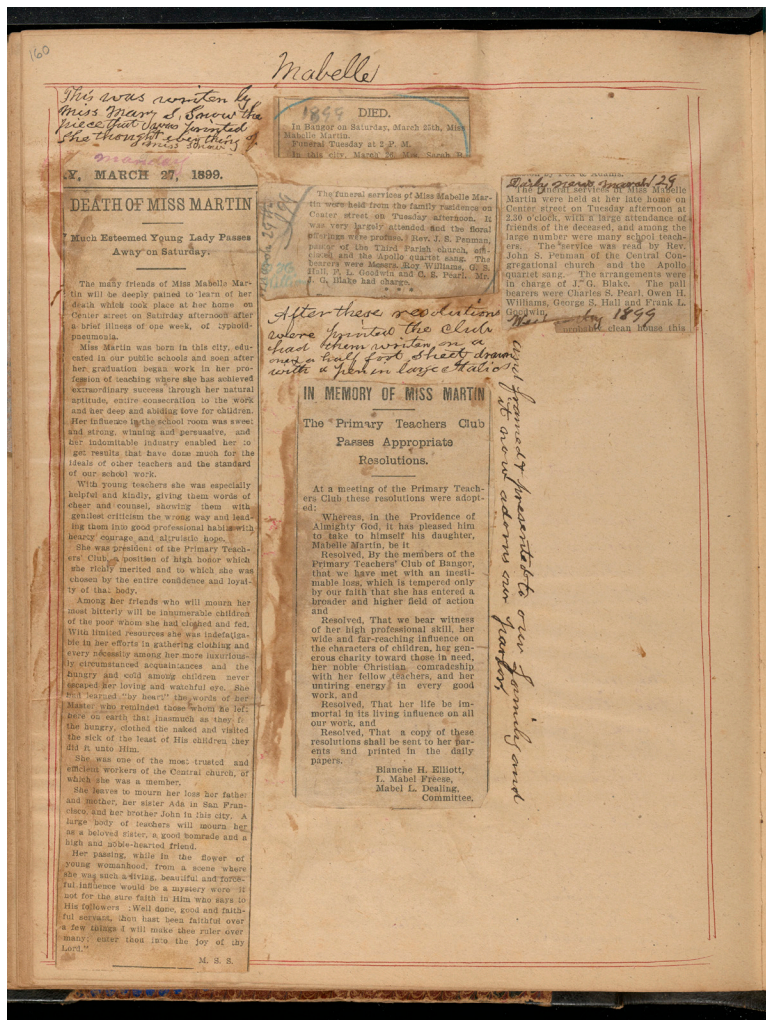 160
Mabelle
This was written by
Miss Mary S. Snow the
piece that was printed
she thought everything of
Miss Snow
Monday
Y, MARCH 27, 1899.
DEATH OF MISS MARTIN
Much Esteemed Young Lady Passes
Away on Saturday.
The many friends of Miss Mabelle Mar-
tin will be deeply pained to learn of her
death which took place at her home on
Center street on Saturday afternoon after
a brief illness of one week, of typhoid-
pneumonia.
Miss Martin was born in this city, edu-
cated in our public schools and soon after
her graduation began work in her pro-
fession of teaching where she has achieved
extraordinary success through her natural
aptitude, entire consecration to the work
and her deep and abiding love for children.
Her influence in the school room was sweet
and strong, winning and persuasive, and
her indomitable industry enabled her to
get results that have done much for the
ideals of other teachers and the standard
of our school work.
With young teachers she was especially
helpful and kindly, giving them words of
cheer and counsel, showing them with
gentlest criticism the wrong way and lead-
ing them into good professional habits with
hearty courage and altruistic hope.
She was president of the Primary Teach-
ers' Club, a position of high honor which
she richly merited and to which she was
chosen by the entire confidence and loyal-
ty of that body.
Among her friends who will mourn her
most bitterly will be innumerable children
of the poor whom she had clothed and fed.
With limited resources she was indefatiga-
ble in her efforts in gathering clothing and
every necessity among her more luxurious-
ly circumstanced acquaintances and the
hungry and cold among children never
escaped her loving and watchful eye. She
had learned "by heart" the words of her
Master who reminded those whom he left
here on earth that inasmuch as they fe
the hungry, clothed the naked and visited
the sick of the least of His children they
did it unto Him.
She was one of the most trusted and
efficient workers of the Central church, of
which she was a member.
She leaves to mourn her loss her father
and mother, her sister Ada in San Fran-
cisco, and her brother John in this city. A
large body of teachers will mourn her
as a beloved sister, a good comrade and a
high and noble-hearted friend.
Her passing, while in the flower of
young womanhood, from a scene where
she was such a living, beautiful and force-
ful influence would be a mystery were it
not for the sure faith in Him who says to
His followers :Well done, good and faith-
ful servant, thou hast been faithful over
a few things I will make thee ruler over
many; enter thou into the joy of thy
Lord."
M. S. S.
1899
DIED.
In Bangor on Saturday, March 25th, Miss
Mabelle Martin.
Funeral Tuesday at 2 P. M.
In this city, March 26, Mrs. Sarah B.
The funeral services of Miss Mabelle Mar-
tin were held from the family residence on
Center street on Tuesday afternoon. It
was very largely attended and the floral
offerings were profuse. Rev. J. S. Penman,
pastor of the Third Parish church, offi-
ciated and the Apollo quartet sang. The
bearers were Messrs. Roy Williams, G. S.
Hall, F. L. Goodwin and C. S. Pearl. Mr.
J. G. Blake had charge.
After these resolutions
were printed the Club
had them written on a
one & a half foot sheet drawn
with a pen in large Italics
and framed & presented to our family and
it now adorns our parlors
IN MEMORY OF MISS MARTIN
The Primary Teachers Club
Passes Appropriate
Resolutions.
At a meeting of the Primary Teach-
ers Club these resolutions were adopt-
ed:
Whereas, in the Providence of
Almighty God, it has pleased him
to take to himself his daughter,
Mabelle Martin, be it
Resolved, By the members of the
Primary Teachers' Club of Bangor,
that we have met with an inesti-
mable loss, which is tempered only
by our faith that she has entered a
broader and higher field of action
and
Resolved, That we bear witness
of her high professional skill, her
wide and far-reaching influence on
the characters of children, her gen-
erous charity toward those in need,
her noble Christian comradeship
with her fellow teachers, and her
untiring energy in every good
work, and
Resolved, That her life be im-
mortal in its living influence on all
our work, and
Resolved, That a copy of these
resolutions shall be sent to her par-
ents and printed in the daily
papers.
Blanche H. Elliott,
L. Mabel Freese,
Mabel L. Dealing,
Committee.
Daily news March 29
The funeral services of Miss Mabelle
Martin were held at her late home on
Center street on Tuesday afternoon at
2.30 o'clock, with a large attendance of
friends of the deceased, and among the
large number were many school teach-
ers. The service was read by Rev.
John S. Penman of the Central Con-
gregational church and the Apollo
quartet sang. The arrangements were
in charge of J. G. Blake. The pall
bearers were Charles S. Pearl, Owen H.
Williams, George S. Hall and Frank L.
Goodwin.
Wednesday 1899
probably clean house this